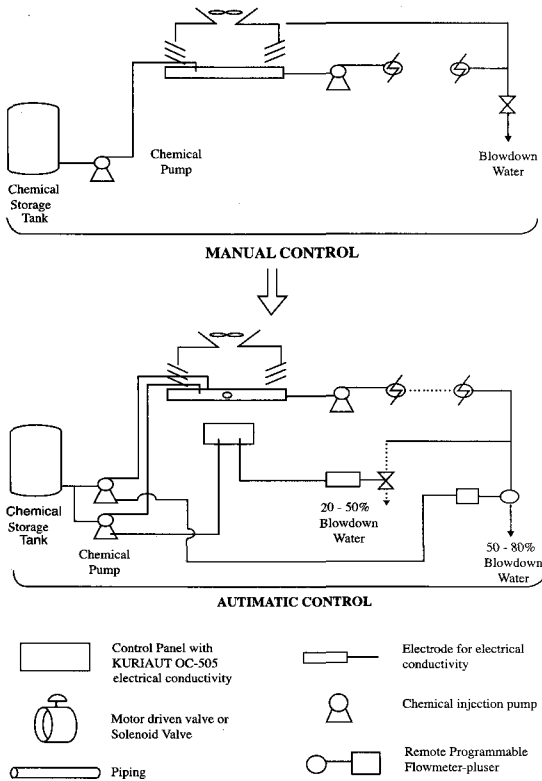 Chemical
Pump
Chemical
Storage
Tank
Blowdown
Water
MANUAL CONTROL
Chemical
Storage
Tank
Chemical
Pump
20 - 50%
Blowdown
Water
50 - 80%
Blowdown
Water
AUTIMATIC CONTROL
Control Panel with
KURIAUT OC-505
electrical conductivity
Electrode for electrical
conductivity
Motor driven valve or
Solenoid Valve
Chemical injection pump
Piping
Remote Programmable
Flowmeter-pluser